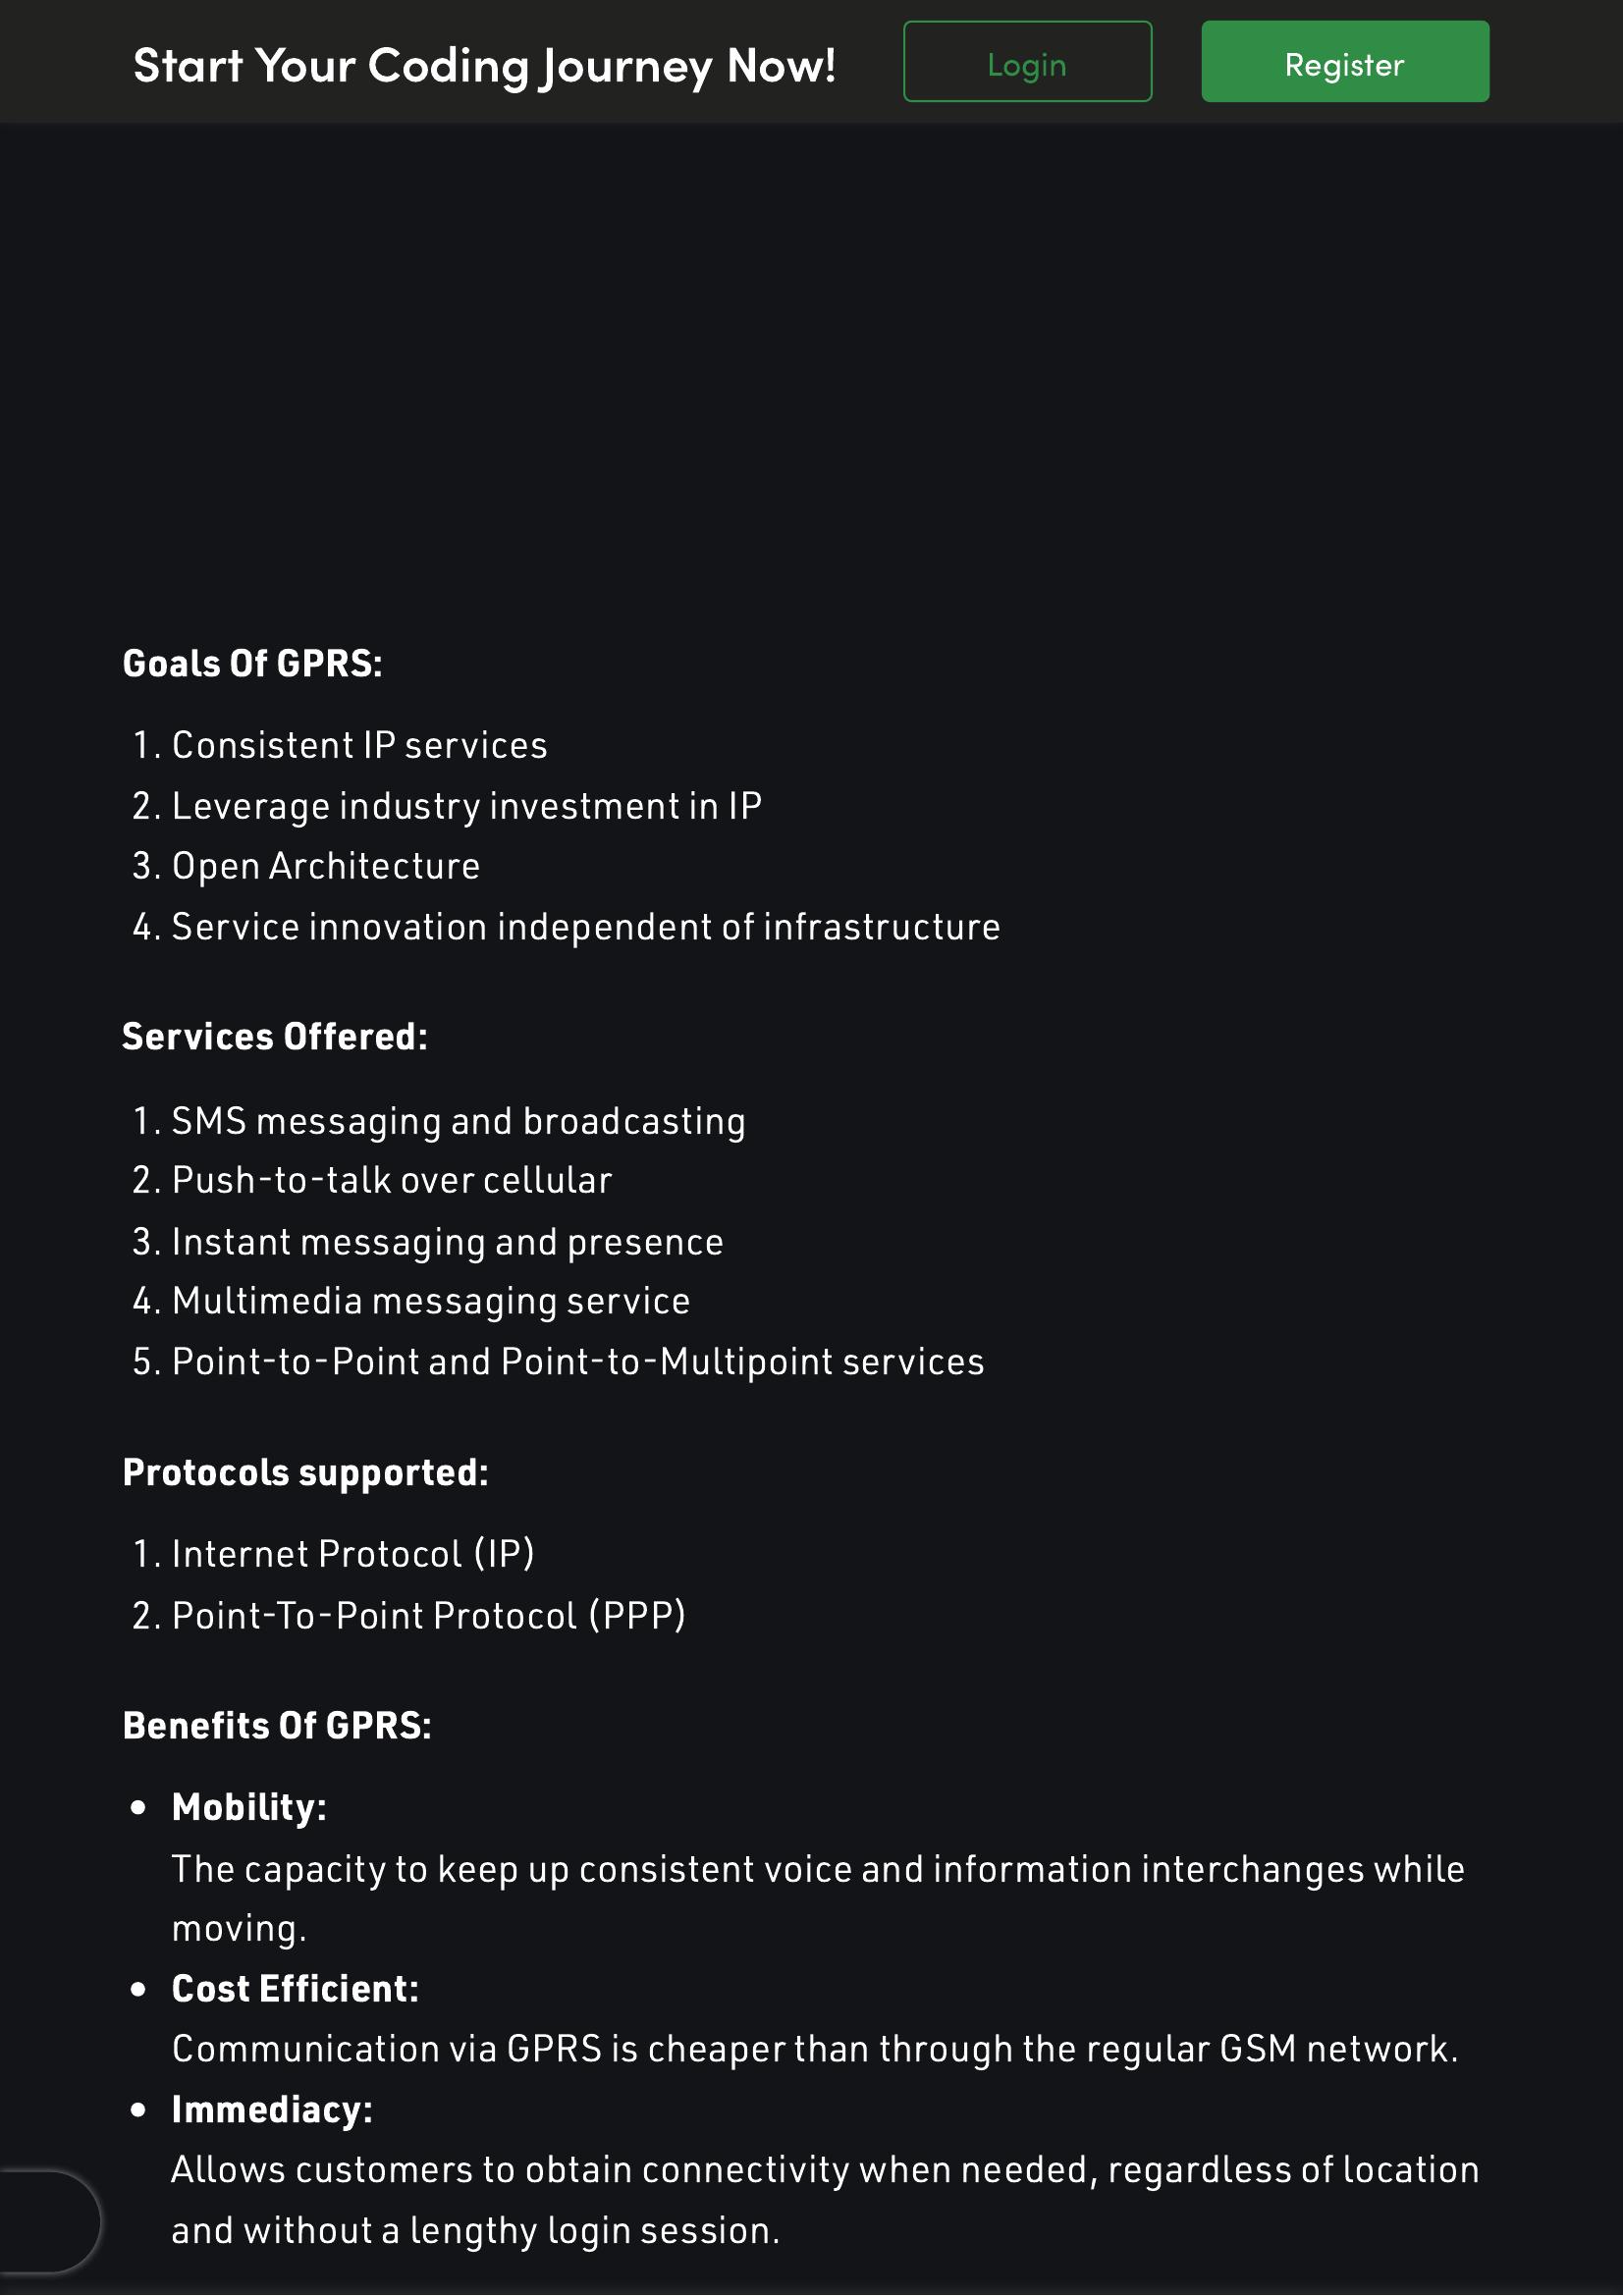 Start Your Coding Journey Now!
Login
Register
Goals Of GPRS:
1. Consistent IP services
2. Leverage industry investment in IP
3. Open Architecture
4. Service innovation independent of infrastructure
Services Offered:
1. SMS messaging and broadcasting
2. Push-to-talk over cellular
3. Instant messaging and presence
4. Multimedia messaging service
5. Point-to-Point and Point-to-Multipoint services
Protocols supported:
1. Internet Protocol (IP)
2. Point-To-Point Protocol (PPP)
Benefits Of GPRS:
• Mobility:
The capacity to keep up consistent voice and information interchanges while
moving.
• Cost Efficient:
Communication via GPRS is cheaper than through the regular GSM network.
• Immediacy:
Allows customers to obtain connectivity when needed, regardless of location
and without a lengthy login session.